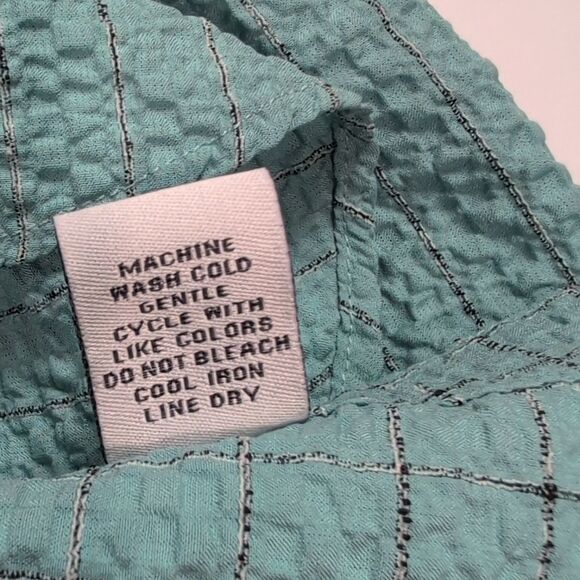 MACHINE
WASH COLD
GENTLE
CYCLE WITH
LIKE COLORS
DO NOT BLEACH
COOL IRON
LINE DRY